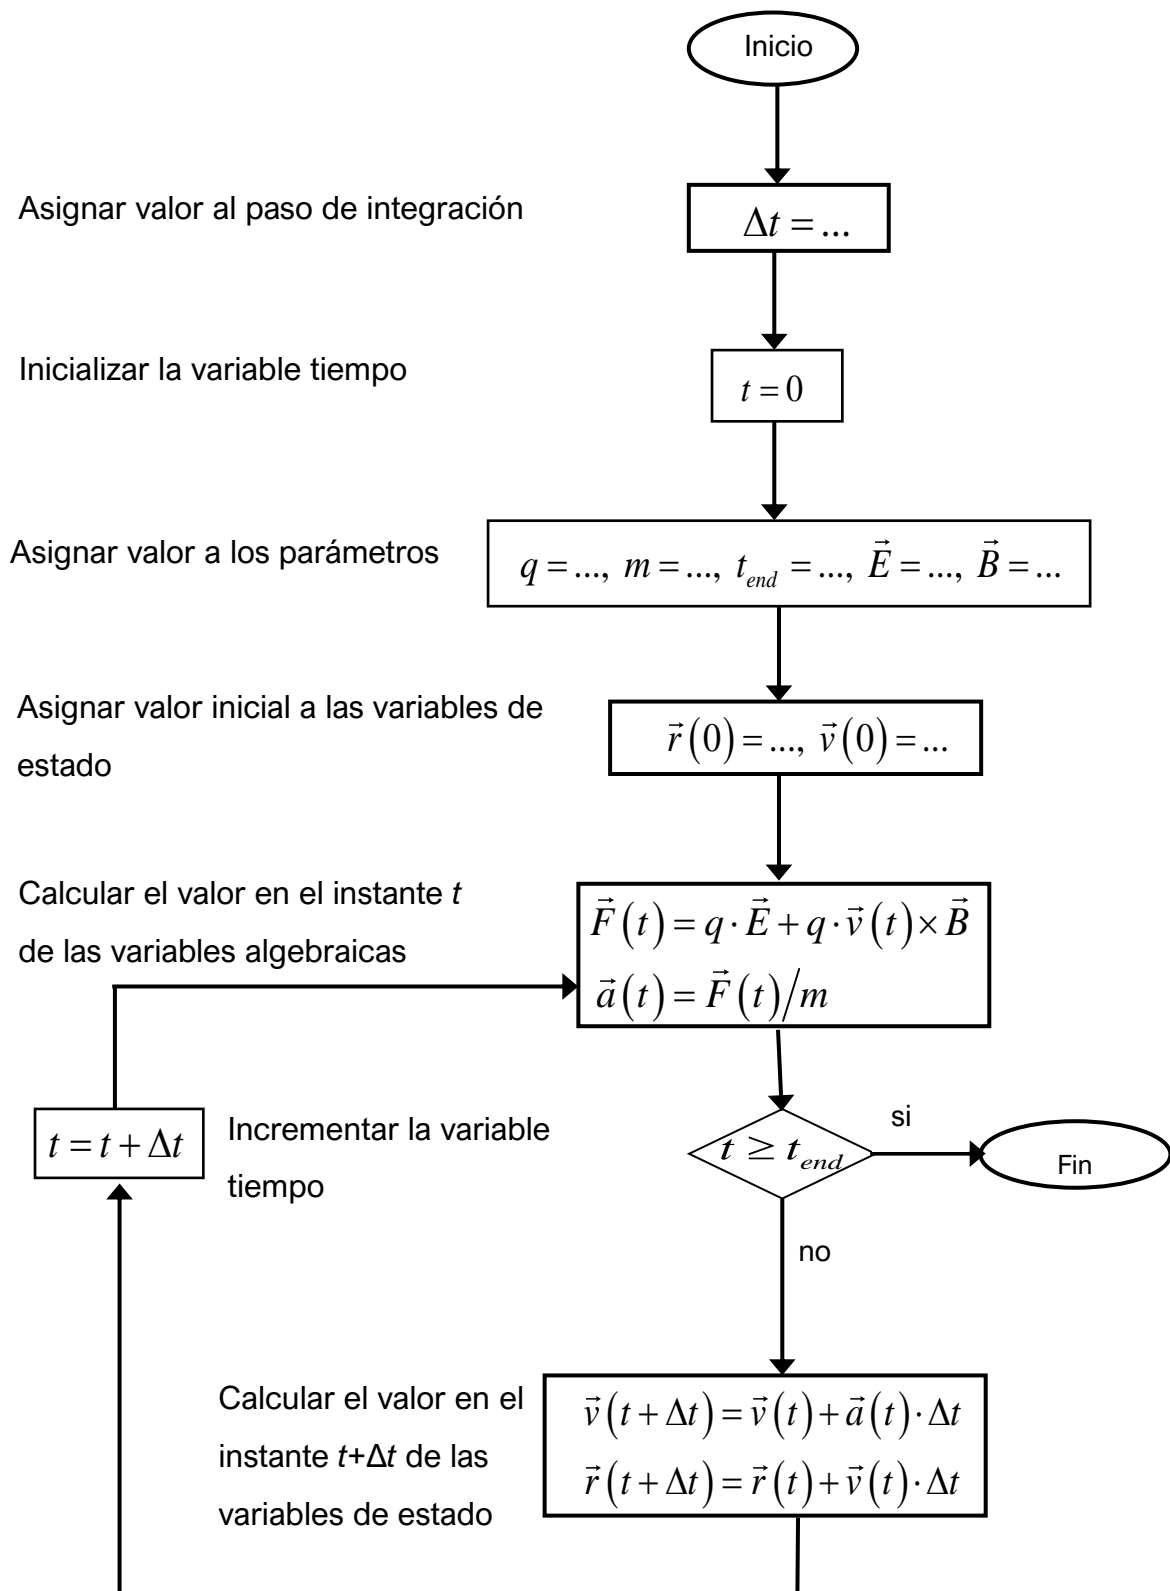 Inicio
Asignar valor al paso de integración
Δt = ...
Inicializar la variable tiempo
t = 0
Asignar valor a los parámetros
q = ..., m = ..., t_end = ..., E⃗ = ..., B⃗ = ...
Asignar valor inicial a las variables de
estado
r⃗(0) = ..., v⃗(0) = ...
Calcular el valor en el instante t
de las variables algebraicas
F⃗(t) = q · E⃗ + q · v⃗(t) × B⃗
a⃗(t) = F⃗(t)/m
t = t + Δt
Incrementar la variable
tiempo
t ≥ t_end
si
Fin
no
Calcular el valor en el
instante t+Δt de las
variables de estado
v⃗(t + Δt) = v⃗(t) + a⃗(t) · Δt
r⃗(t + Δt) = r⃗(t) + v⃗(t) · Δt